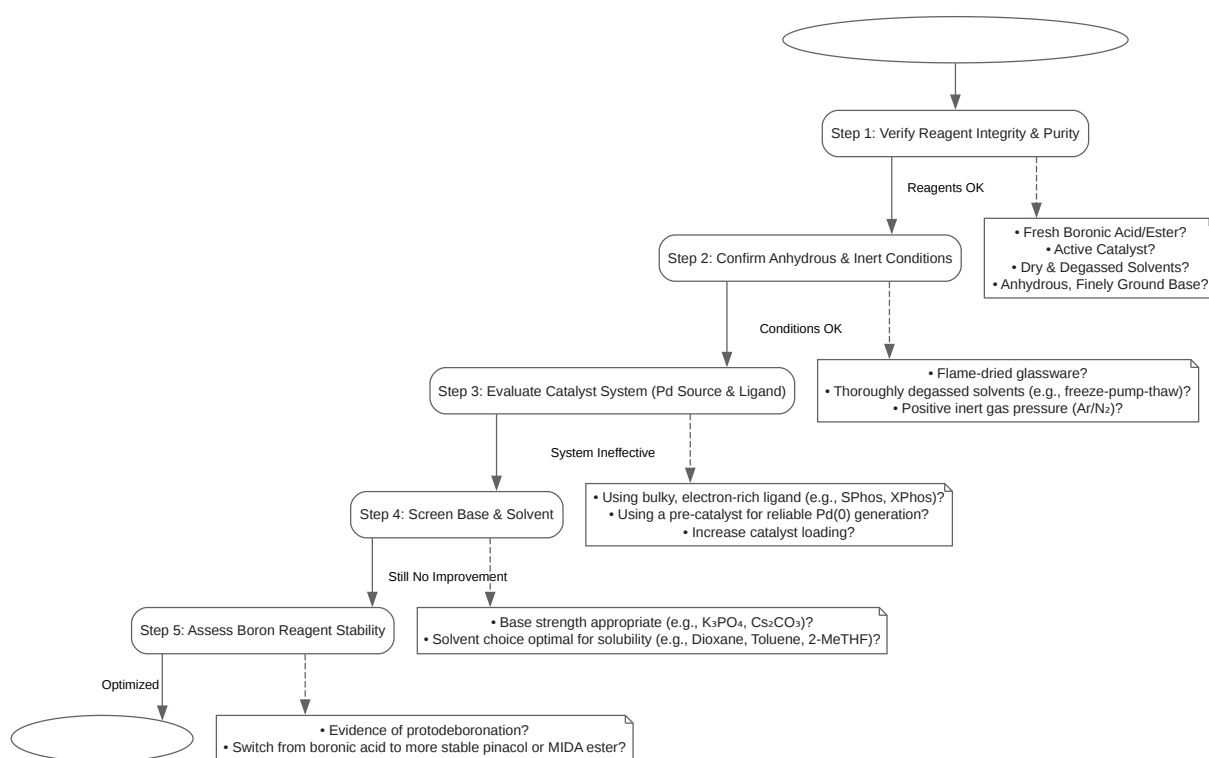 Step 1: Verify Reagent Integrity & Purity
Reagents OK
• Fresh Boronic Acid/Ester?
• Active Catalyst?
• Dry & Degassed Solvents?
• Anhydrous, Finely Ground Base?
Step 2: Confirm Anhydrous & Inert Conditions
Conditions OK
• Flame-dried glassware?
• Thoroughly degassed solvents (e.g., freeze-pump-thaw)?
• Positive inert gas pressure (Ar/N₂)?
Step 3: Evaluate Catalyst System (Pd Source & Ligand)
System Ineffective
• Using bulky, electron-rich ligand (e.g., SPhos, XPhos)?
• Using a pre-catalyst for reliable Pd(0) generation?
• Increase catalyst loading?
Step 4: Screen Base & Solvent
Still No Improvement
• Base strength appropriate (e.g., K₃PO₄, Cs₂CO₃)?
• Solvent choice optimal for solubility (e.g., Dioxane, Toluene, 2-MeTHF)?
Step 5: Assess Boron Reagent Stability
Optimized
• Evidence of protodeboronation?
• Switch from boronic acid to more stable pinacol or MIDA ester?